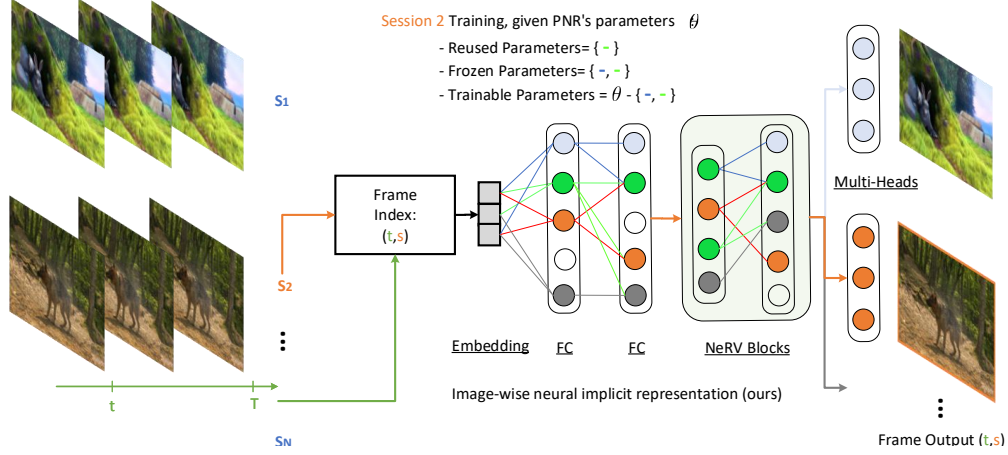 Session 2 Training, given PNR's parameters θ
- Reused Parameters= { - }
- Frozen Parameters= { -, - }
- Trainable Parameters = θ - { -, - }
S1
Frame
Index:
(t,s)
S2
⋮
Multi-Heads
Embedding
FC
FC
NeRV Blocks
t
T
Image-wise neural implicit representation (ours)
⋮
SN
Frame Output (t,s)